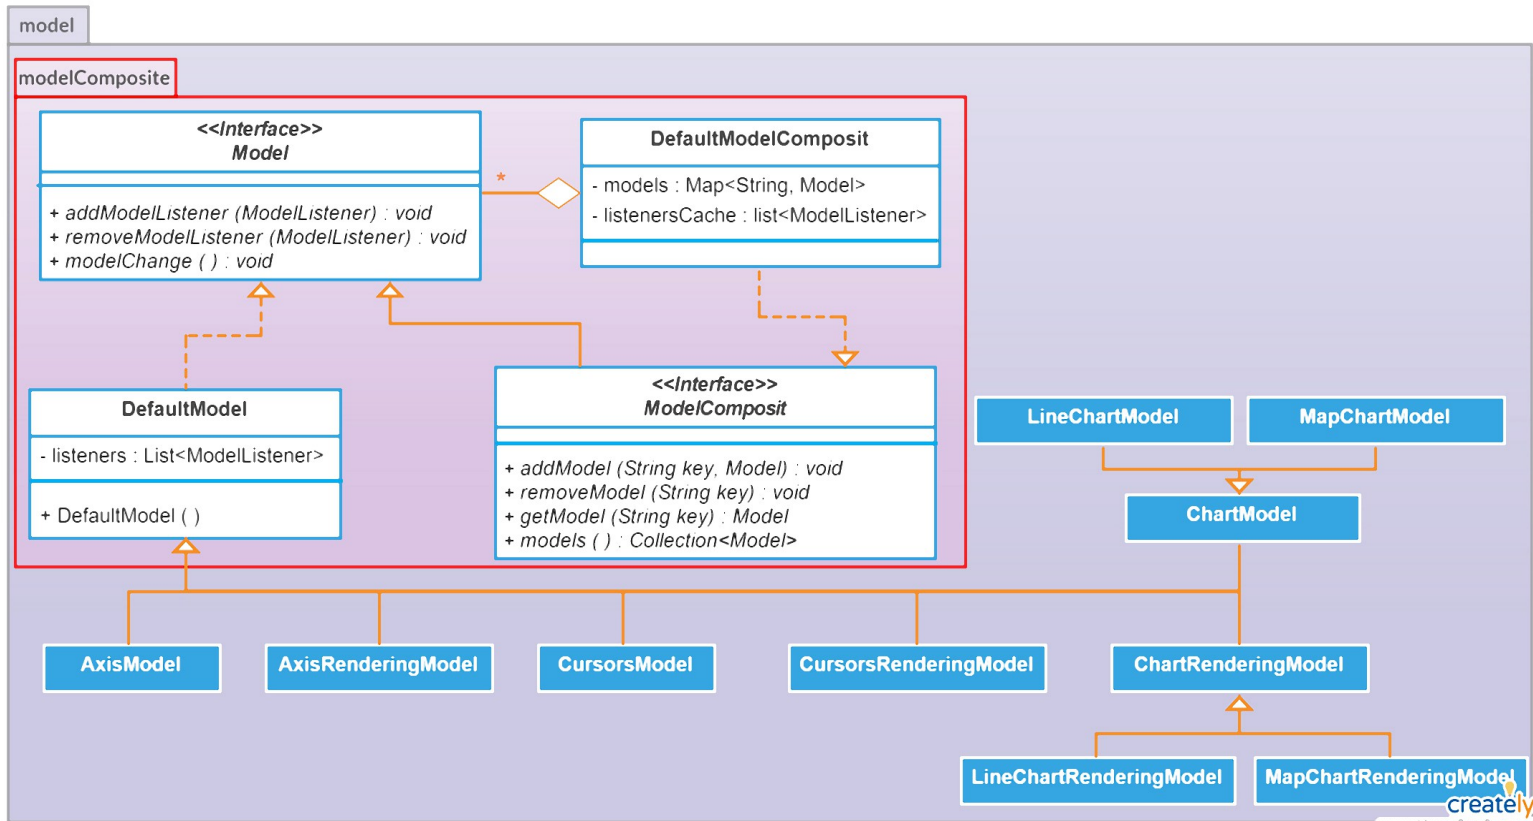 model
modelComposite
<<Interface>>
Model
+ addModelListener (ModelListener) : void
+ removeModelListener (ModelListener) : void
+ modelChange ( ) : void
*
DefaultModelComposit
- models : Map<String, Model>
- listenersCache : list<ModelListener>
DefaultModel
- listeners : List<ModelListener>
+ DefaultModel ( )
<<Interface>>
ModelComposit
+ addModel (String key, Model) : void
+ removeModel (String key) : void
+ getModel (String key) : Model
+ models ( ) : Collection<Model>
LineChartModel
MapChartModel
ChartModel
AxisModel
AxisRenderingModel
CursorsModel
CursorsRenderingModel
ChartRenderingModel
LineChartRenderingModel
MapChartRenderingModel
creately